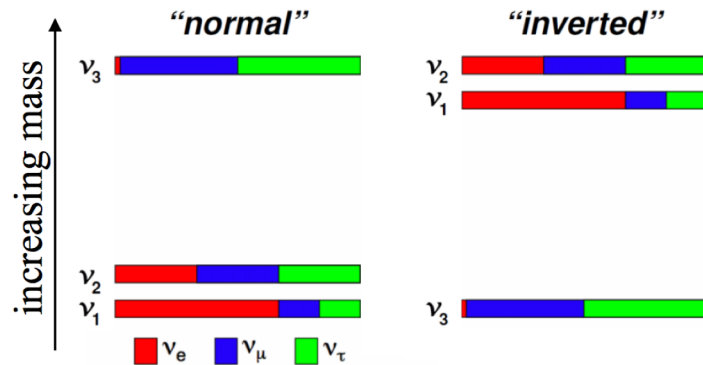 "normal"
"inverted"
increasing mass
ν3
ν2
ν1
ν2
ν1
ν3
νe νμ ντ